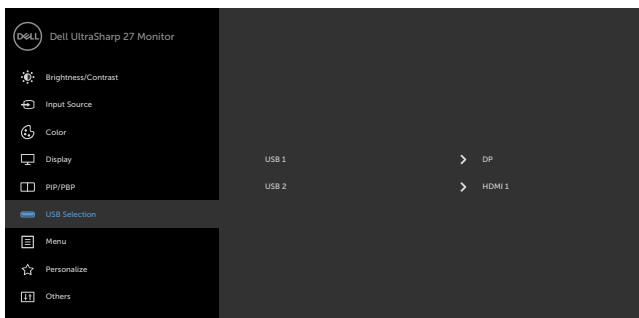 DELL Dell UltraSharp 27 Monitor
Brightness/Contrast
Input Source
Color
Display
USB 1 DP
PIP/PBP
USB 2 HDMI 1
USB Selection
Menu
Personalize
Others